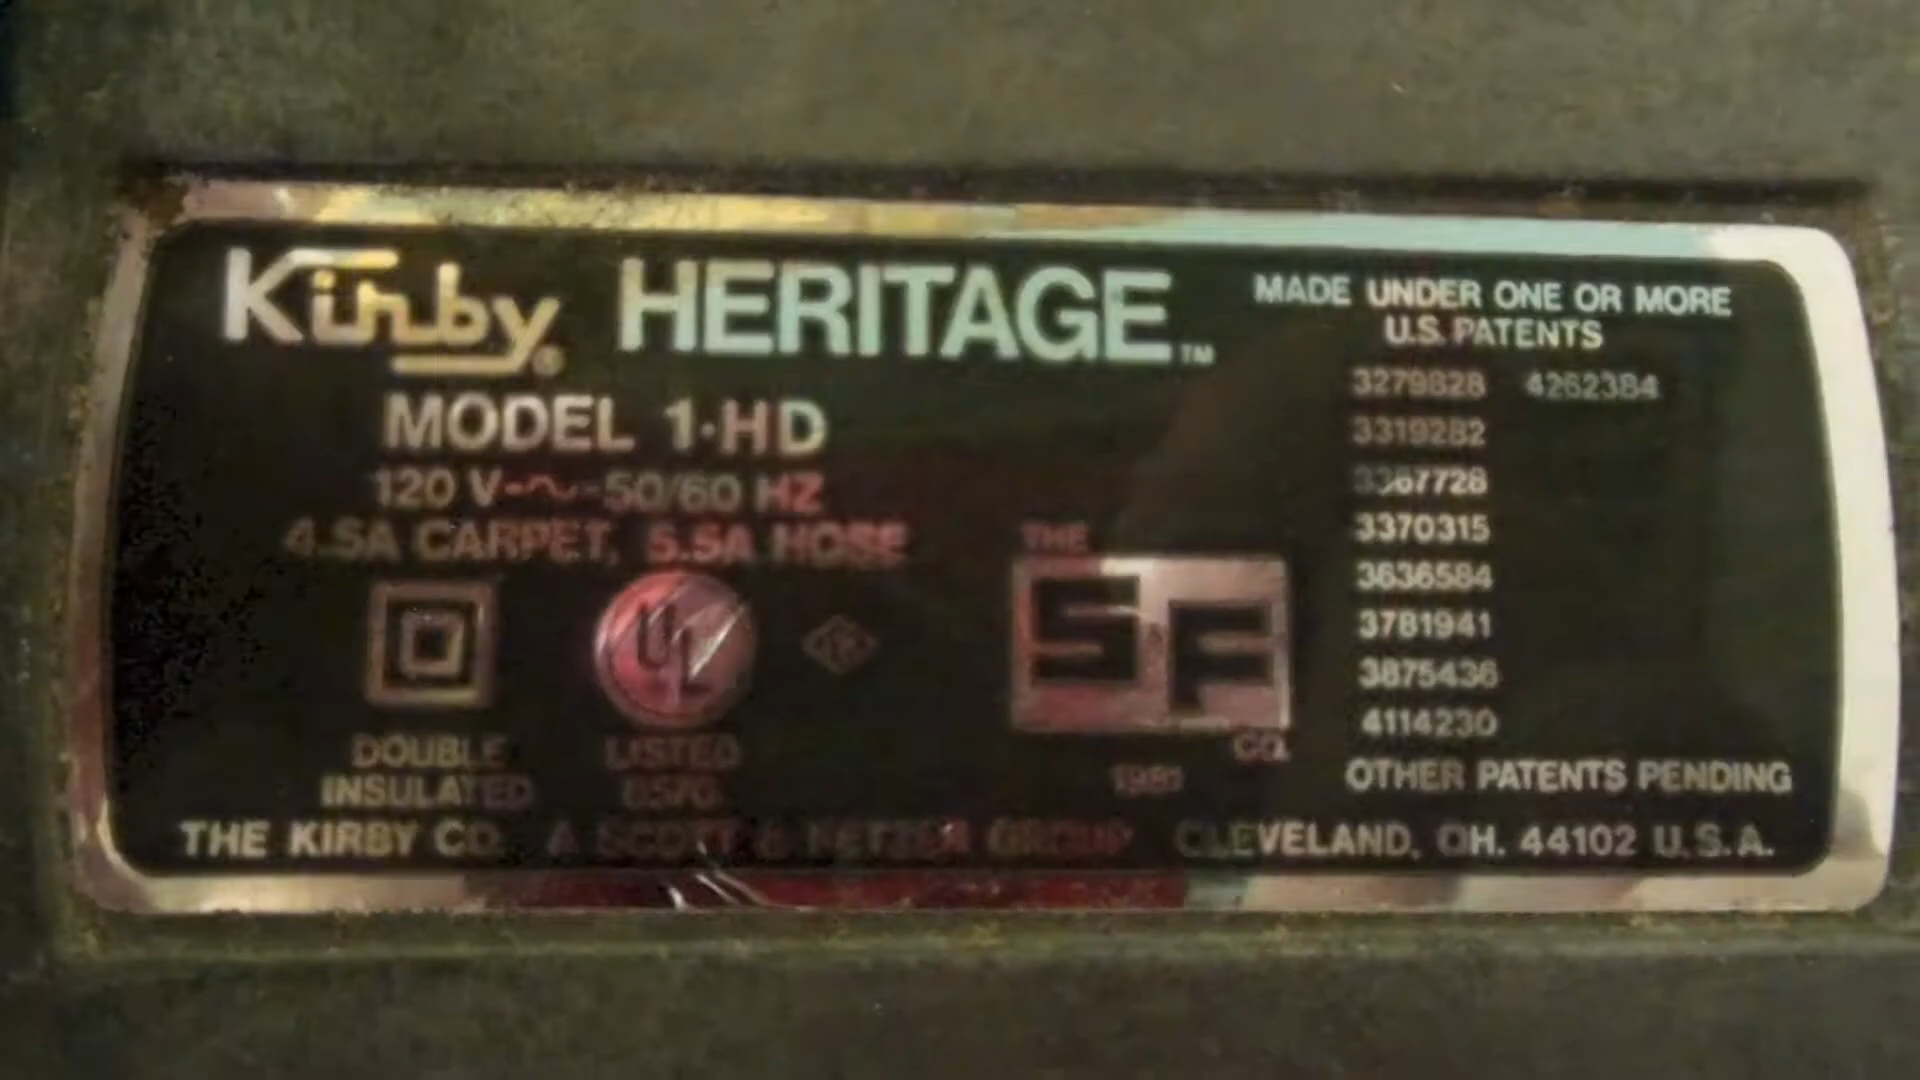 Kirby® HERITAGE™
MODEL 1·HD
120 V~50/60 HZ
4.5A CARPET, 5.5A HOSE
DOUBLE
INSULATED
UL
LISTED
THE
SF
CO.
1981
MADE UNDER ONE OR MORE
U.S. PATENTS
3279828 4262384
3319282
3367728
3370315
3636584
3781941
3875436
4114230
OTHER PATENTS PENDING
THE KIRBY CO. A SCOTT & FETZER GROUP CLEVELAND, OH. 44102 U.S.A.